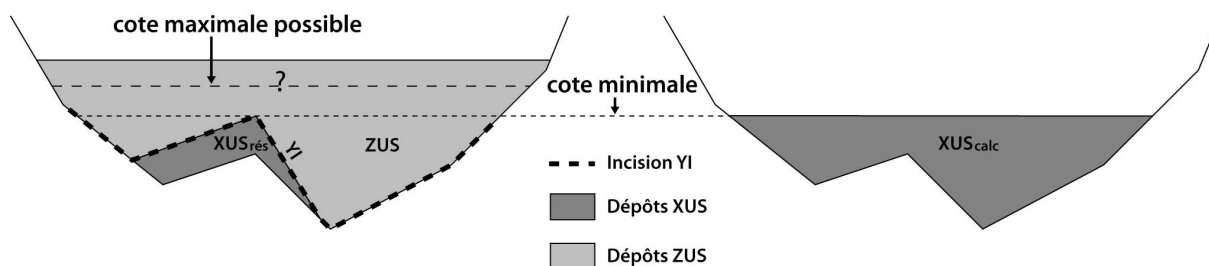 cote maximale possible
?
cote minimale
XUSrés
YI
ZUS
XUScalc
Incision YI
Dépôts XUS
Dépôts ZUS